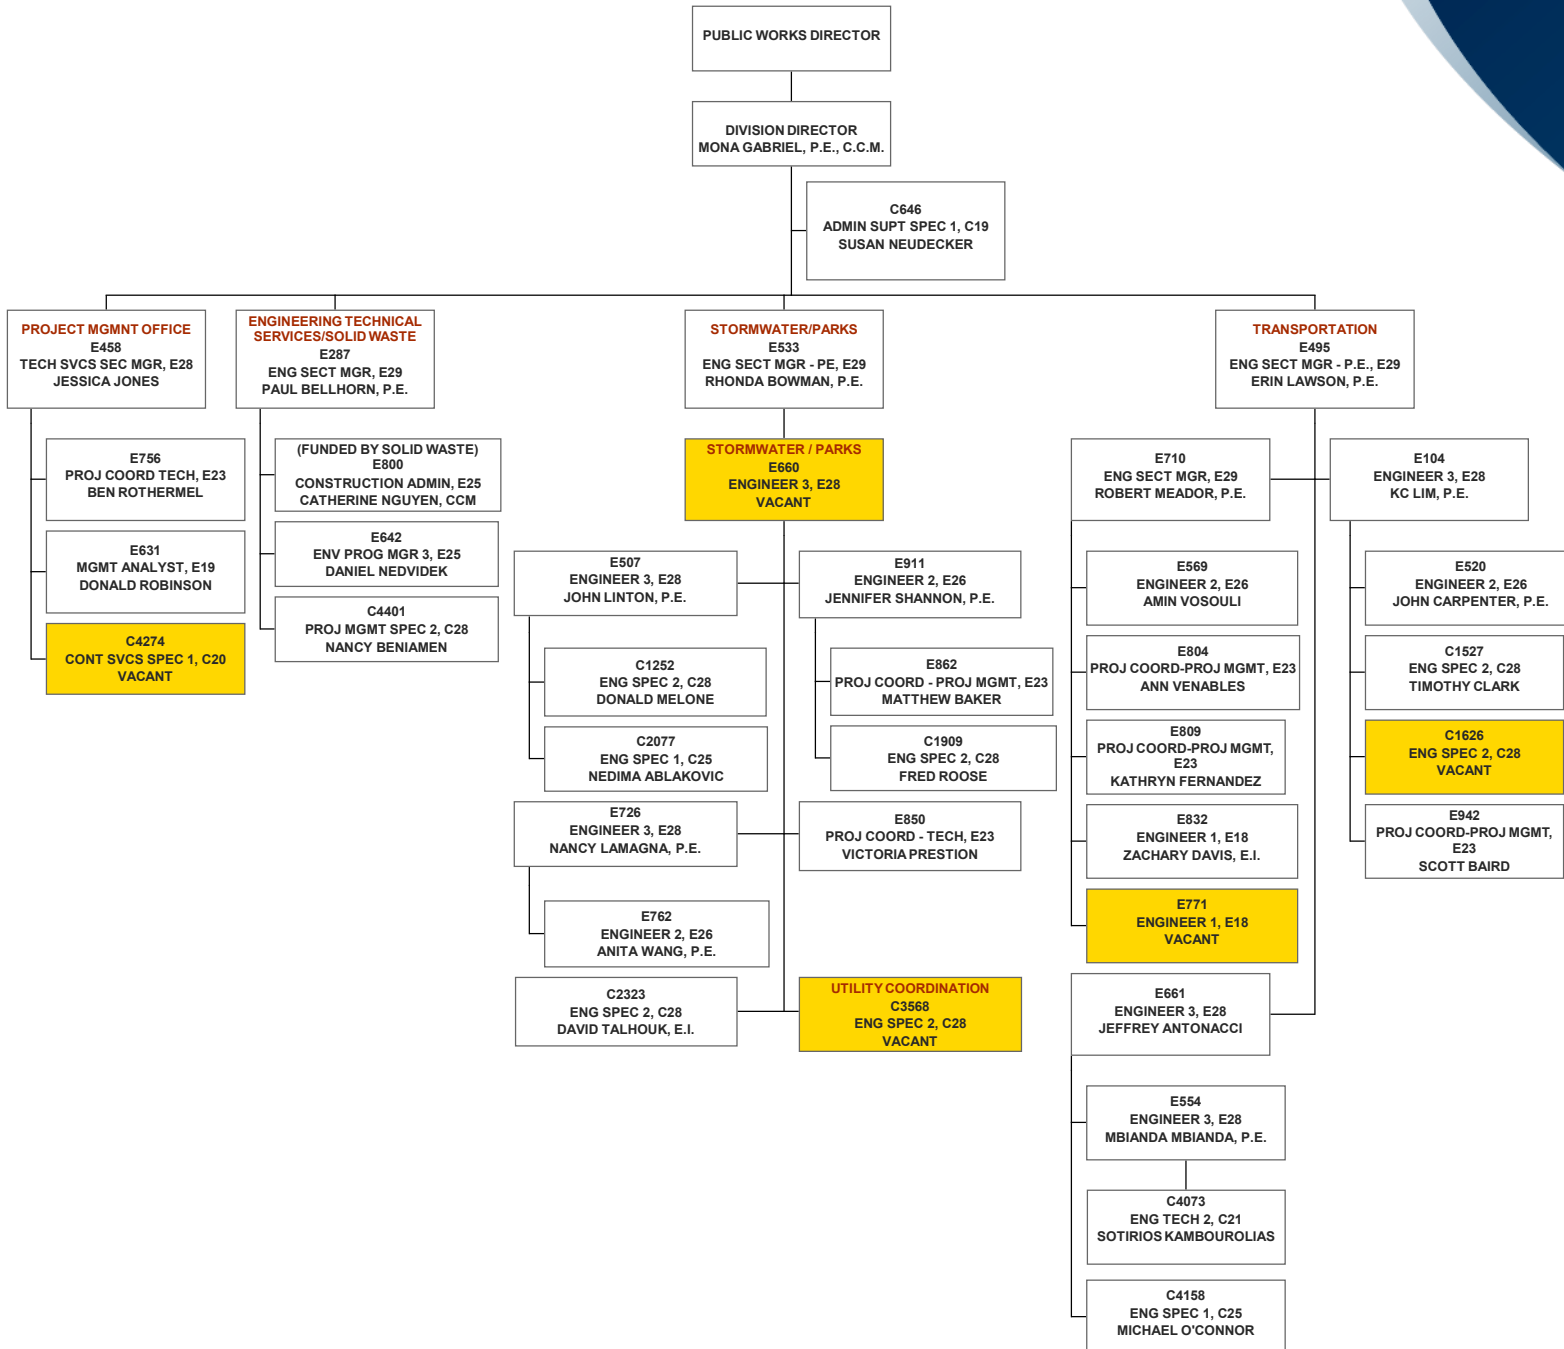 PUBLIC WORKS DIRECTOR
DIVISION DIRECTOR
MONA GABRIEL, P.E., C.C.M.
C646
ADMIN SUPT SPEC 1, C19
SUSAN NEUDECKER
PROJECT MGMNT OFFICE
E458
TECH SVCS SEC MGR, E28
JESSICA JONES
E756
PROJ COORD TECH, E23
BEN ROTHERMEL
E631
MGMT ANALYST, E19
DONALD ROBINSON
C4274
CONT SVCS SPEC 1, C20
VACANT
ENGINEERING TECHNICAL
SERVICES/SOLID WASTE
E287
ENG SECT MGR, E29
PAUL BELLHORN, P.E.
(FUNDED BY SOLID WASTE)
E800
CONSTRUCTION ADMIN, E25
CATHERINE NGUYEN, CCM
E642
ENV PROG MGR 3, E25
DANIEL NEDVIDEK
C4401
PROJ MGMT SPEC 2, C28
NANCY BENIAMEN
STORMWATER/PARKS
E533
ENG SECT MGR - PE, E29
RHONDA BOWMAN, P.E.
STORMWATER / PARKS
E660
ENGINEER 3, E28
VACANT
E507
ENGINEER 3, E28
JOHN LINTON, P.E.
C1252
ENG SPEC 2, C28
DONALD MELONE
C2077
ENG SPEC 1, C25
NEDIMA ABLAKOVIC
E911
ENGINEER 2, E26
JENNIFER SHANNON, P.E.
E862
PROJ COORD - PROJ MGMT, E23
MATTHEW BAKER
C1909
ENG SPEC 2, C28
FRED ROOSE
E726
ENGINEER 3, E28
NANCY LAMAGNA, P.E.
E762
ENGINEER 2, E26
ANITA WANG, P.E.
E850
PROJ COORD - TECH, E23
VICTORIA PRESTION
C2323
ENG SPEC 2, C28
DAVID TALHOUK, E.I.
UTILITY COORDINATION
C3568
ENG SPEC 2, C28
VACANT
TRANSPORTATION
E495
ENG SECT MGR - P.E., E29
ERIN LAWSON, P.E.
E710
ENG SECT MGR, E29
ROBERT MEADOR, P.E.
E569
ENGINEER 2, E26
AMIN VOSOULI
E804
PROJ COORD-PROJ MGMT, E23
ANN VENABLES
E809
PROJ COORD-PROJ MGMT,
E23
KATHRYN FERNANDEZ
E832
ENGINEER 1, E18
ZACHARY DAVIS, E.I.
E771
ENGINEER 1, E18
VACANT
E104
ENGINEER 3, E28
KC LIM, P.E.
E520
ENGINEER 2, E26
JOHN CARPENTER, P.E.
C1527
ENG SPEC 2, C28
TIMOTHY CLARK
C1626
ENG SPEC 2, C28
VACANT
E942
PROJ COORD-PROJ MGMT,
E23
SCOTT BAIRD
E661
ENGINEER 3, E28
JEFFREY ANTONACCI
E554
ENGINEER 3, E28
MBIANDA MBIANDA, P.E.
C4073
ENG TECH 2, C21
SOTIRIOS KAMBOUROLIAS
C4158
ENG SPEC 1, C25
MICHAEL O'CONNOR